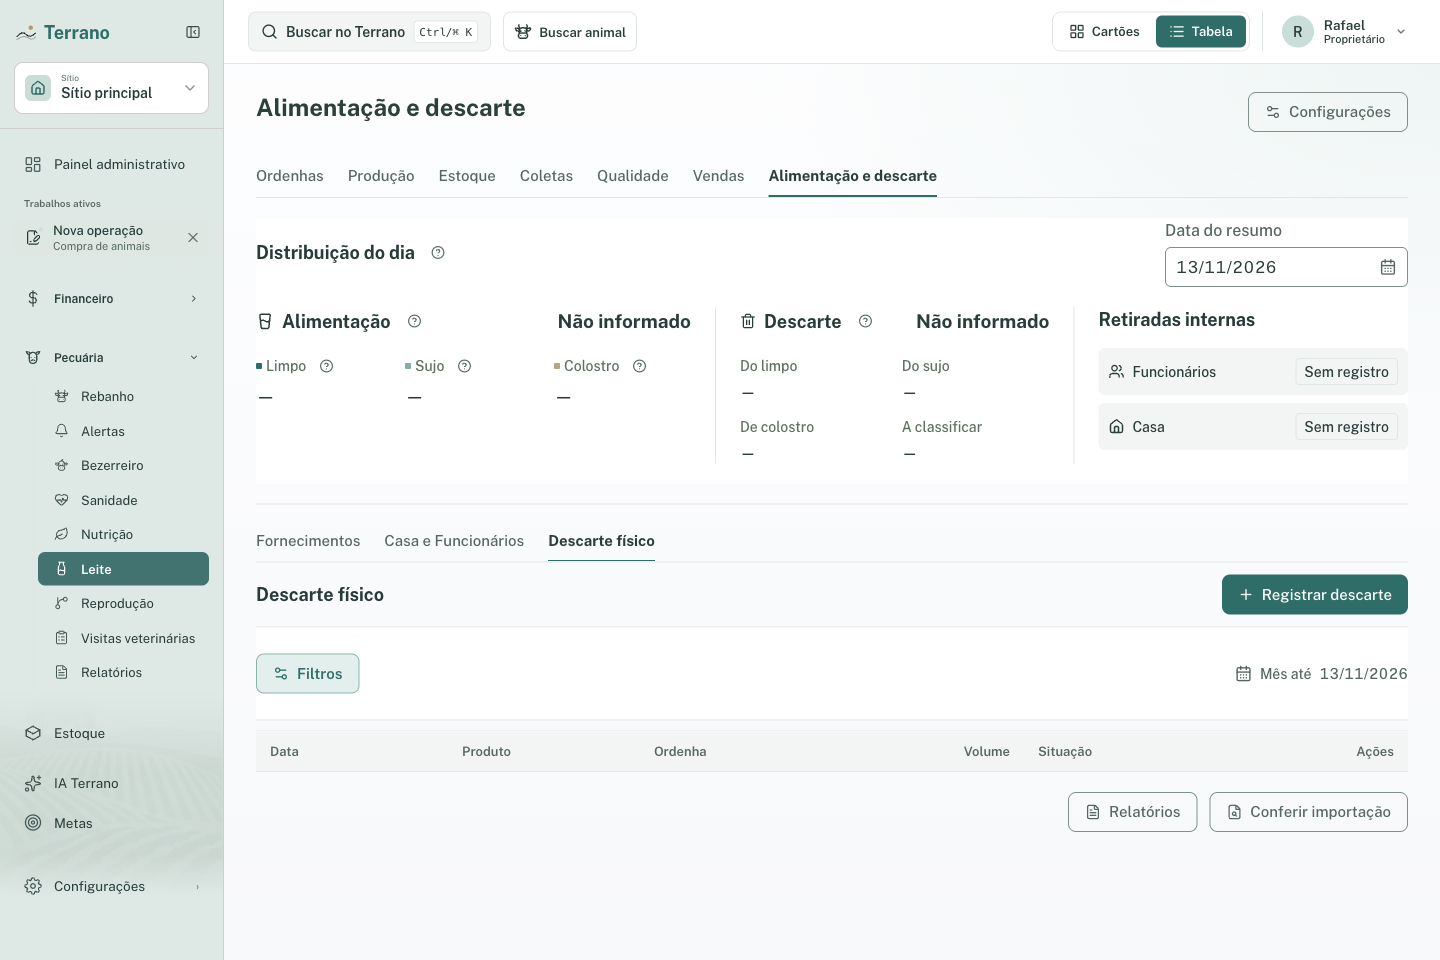 Terrano
Sítio
Sítio principal
Painel administrativo
Trabalhos ativos
Nova operação
Compra de animais
Financeiro
Pecuária
Rebanho
Alertas
Bezerreiro
Sanidade
Nutrição
Leite
Reprodução
Visitas veterinárias
Relatórios
Estoque
IA Terrano
Metas
Configurações
Buscar no Terrano Ctrl/⌘ K
Buscar animal
Cartões
Tabela
R
Rafael
Proprietário
Alimentação e descarte
Configurações
Ordenhas Produção Estoque Coletas Qualidade Vendas Alimentação e descarte
Distribuição do dia
Data do resumo
13/11/2026
Alimentação Não informado
Limpo Sujo Colostro
— — —
Descarte Não informado
Do limpo Do sujo
— —
De colostro A classificar
— —
Retiradas internas
Funcionários Sem registro
Casa Sem registro
Fornecimentos Casa e Funcionários Descarte físico
Descarte físico
Registrar descarte
Filtros
Mês até 13/11/2026
Data Produto Ordenha Volume Situação Ações
Relatórios Conferir importação